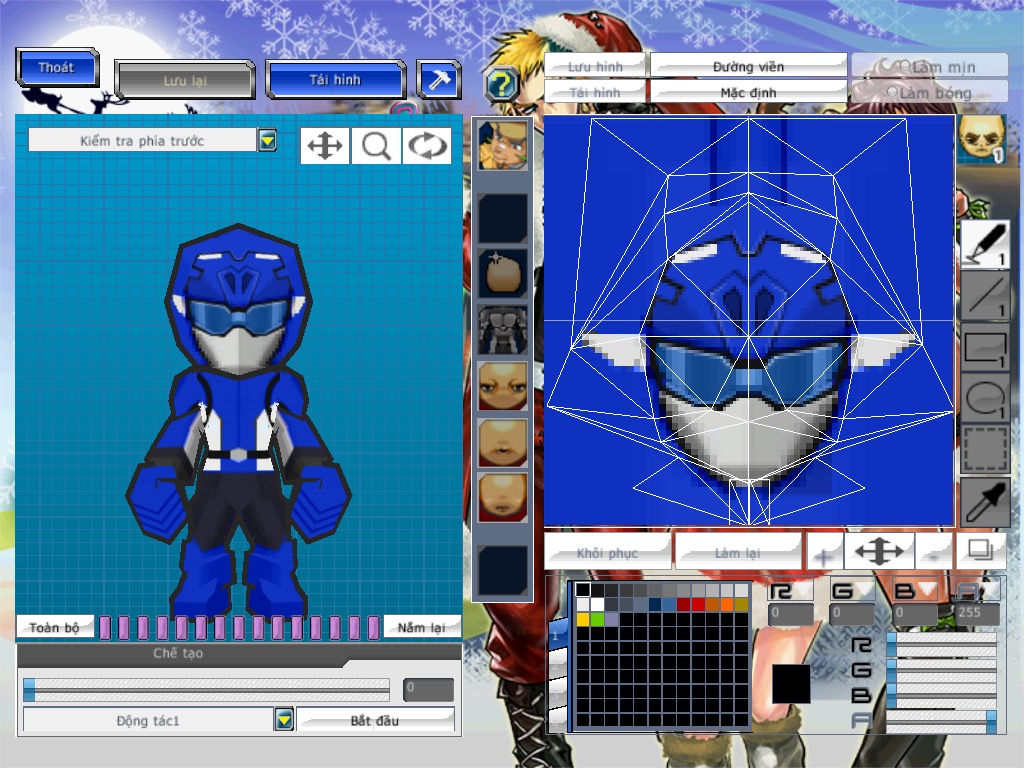 Thoát
Lưu lại
Tải hình
Lưu hình
Đường viền
Làm mịn
Tải hình
Mặc định
Làm bóng
Kiểm tra phía trước
1
1
1
1
1
Khôi phục
Làm lại
R G B A
0 0 0 255
1
R
G
B
A
Toàn bộ
Nắm lại
Chế tạo
0
Động tác1
Bắt đầu